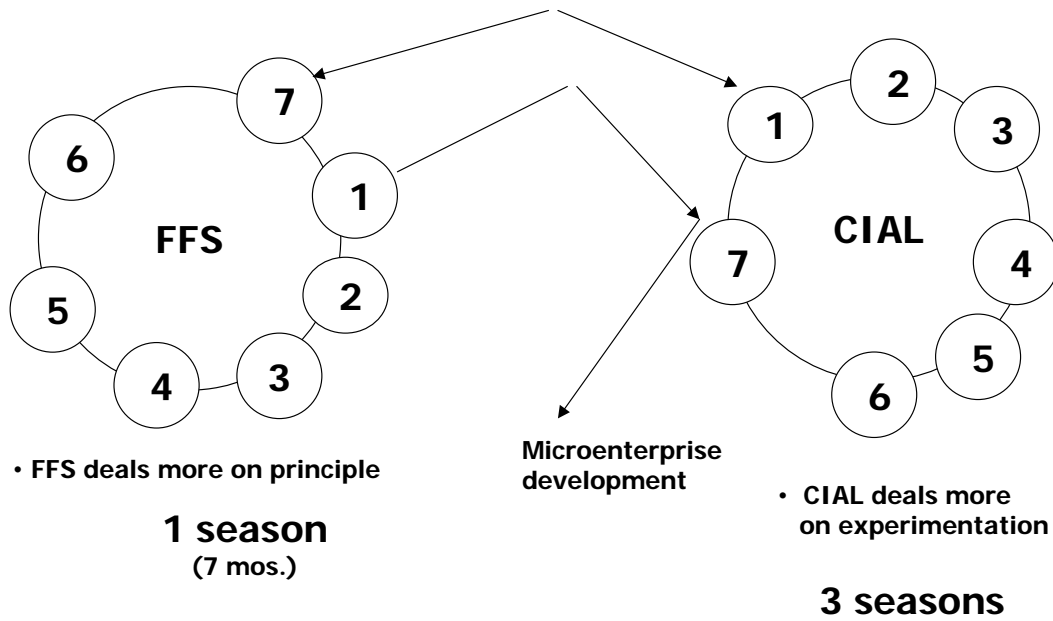 7
6
1
FFS
2
5
3
4
• FFS deals more on principle
1 season
(7 mos.)
Microenterprise
development
2
1
3
CIAL
7
4
5
6
• CIAL deals more
on experimentation
3 seasons